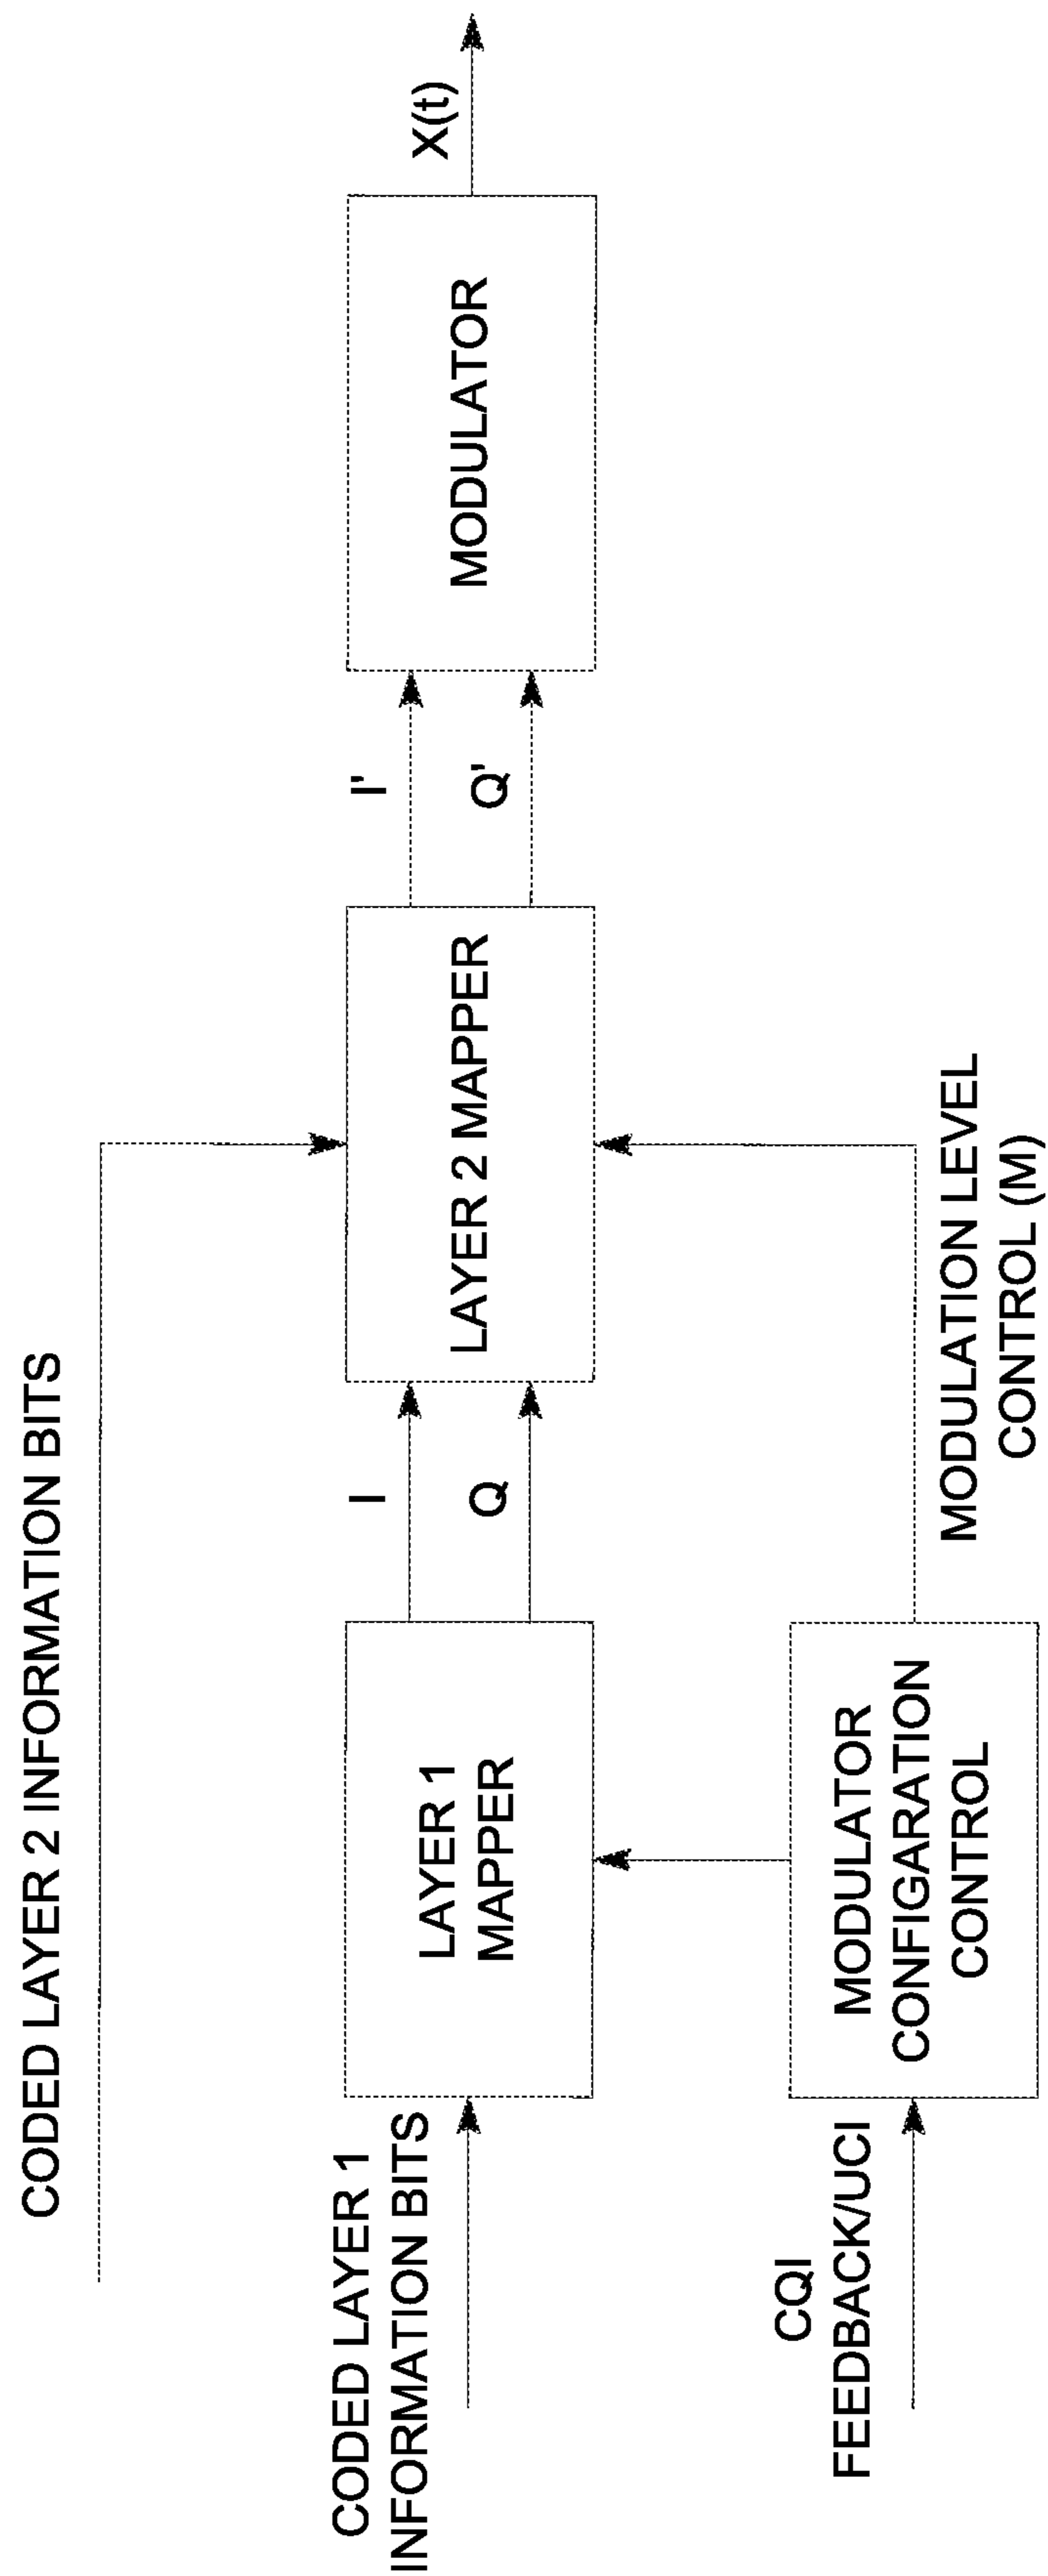 CODED LAYER 2 INFORMATION BITS
CODED LAYER 1
INFORMATION BITS
LAYER 1
MAPPER
I
Q
LAYER 2 MAPPER
I'
Q'
MODULATOR
X(t)
CQI
FEEDBACK/UCI
MODULATOR
CONFIGARATION
CONTROL
MODULATION LEVEL
CONTROL (M)